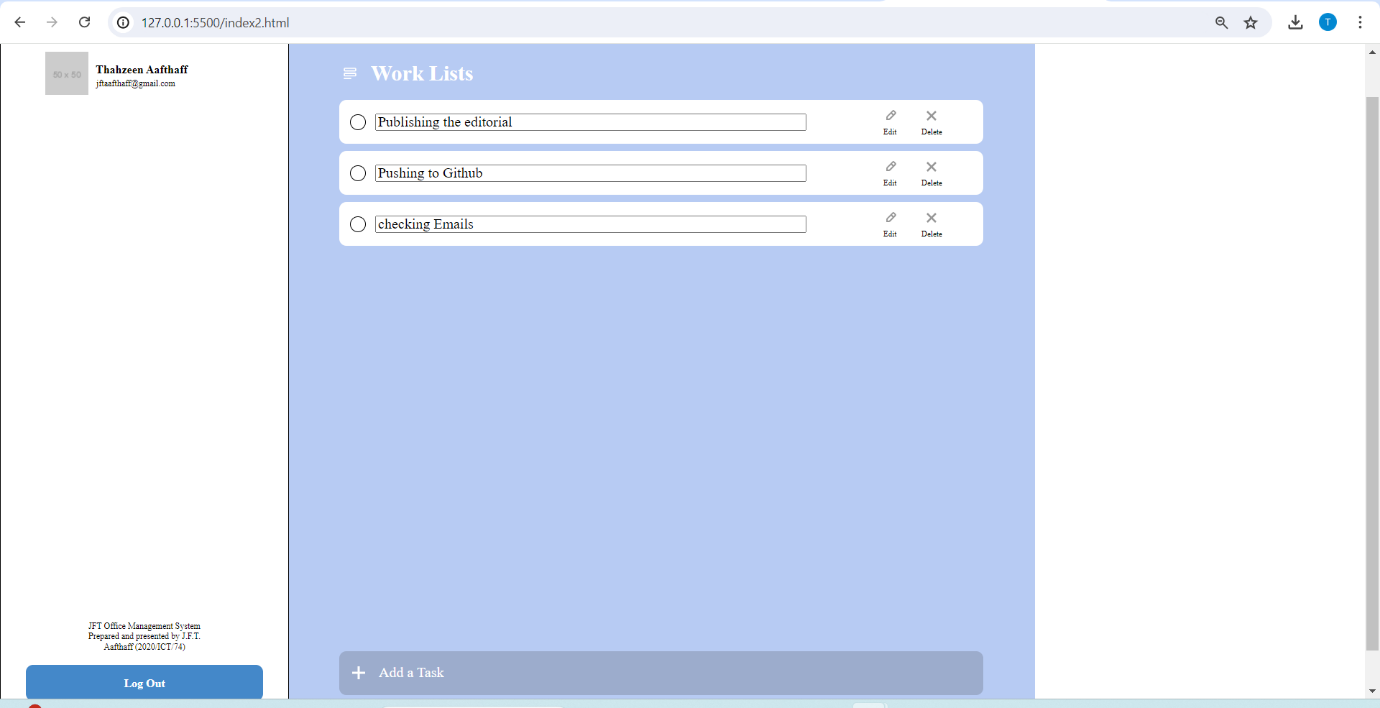 127.0.0.1:5500/index2.html
T
50 x 50
Thahzeen Aafthaff
jftaafthaff@gmail.com
Work Lists
Publishing the editorial
Edit
Delete
Pushing to Github
Edit
Delete
checking Emails
Edit
Delete
JFT Office Management System
Prepared and presented by J.F.T.
Aafthaff (2020/ICT/74)
Log Out
Add a Task